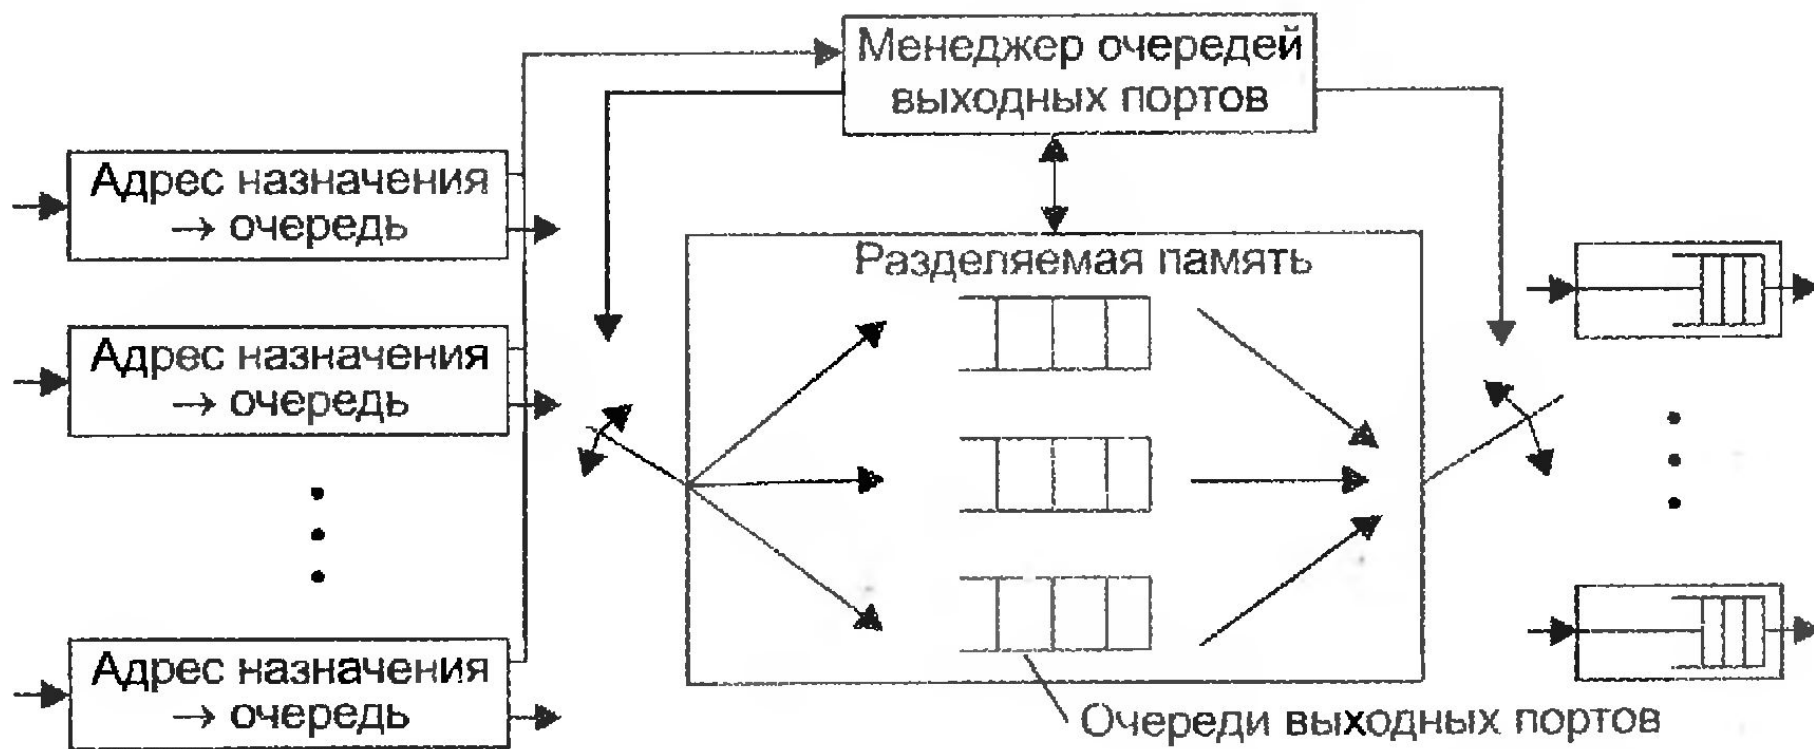 Менеджер очередей
выходных портов
Адрес назначения
→ очередь
Адрес назначения
→ очередь
Адрес назначения
→ очередь
Разделяемая память
Очереди выходных портов